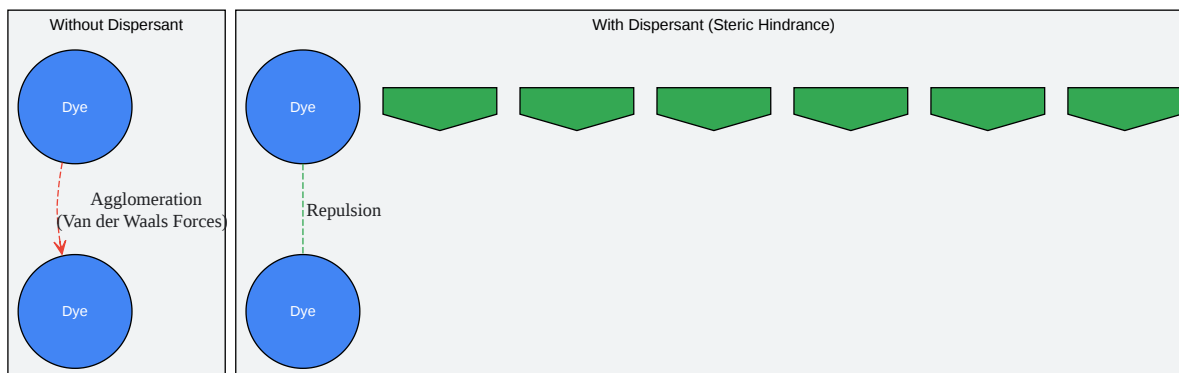 Without Dispersant
With Dispersant (Steric Hindrance)
Dye
Dye
Agglomeration
(Van der Waals Forces)
Repulsion
Dye
Dye